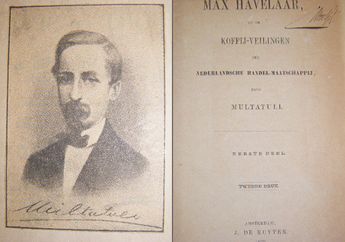 Multatuli
MAX HAVELAAR,
OF DE
KOFFIJ-VEILINGEN
DER
NEDERLANDSCHE HANDEL-MAATSCHAPPIJ,
DOOR
MULTATULI.
EERSTE DEEL.
TWEEDE DRUK.
AMSTERDAM,
J. DE RUYTER.